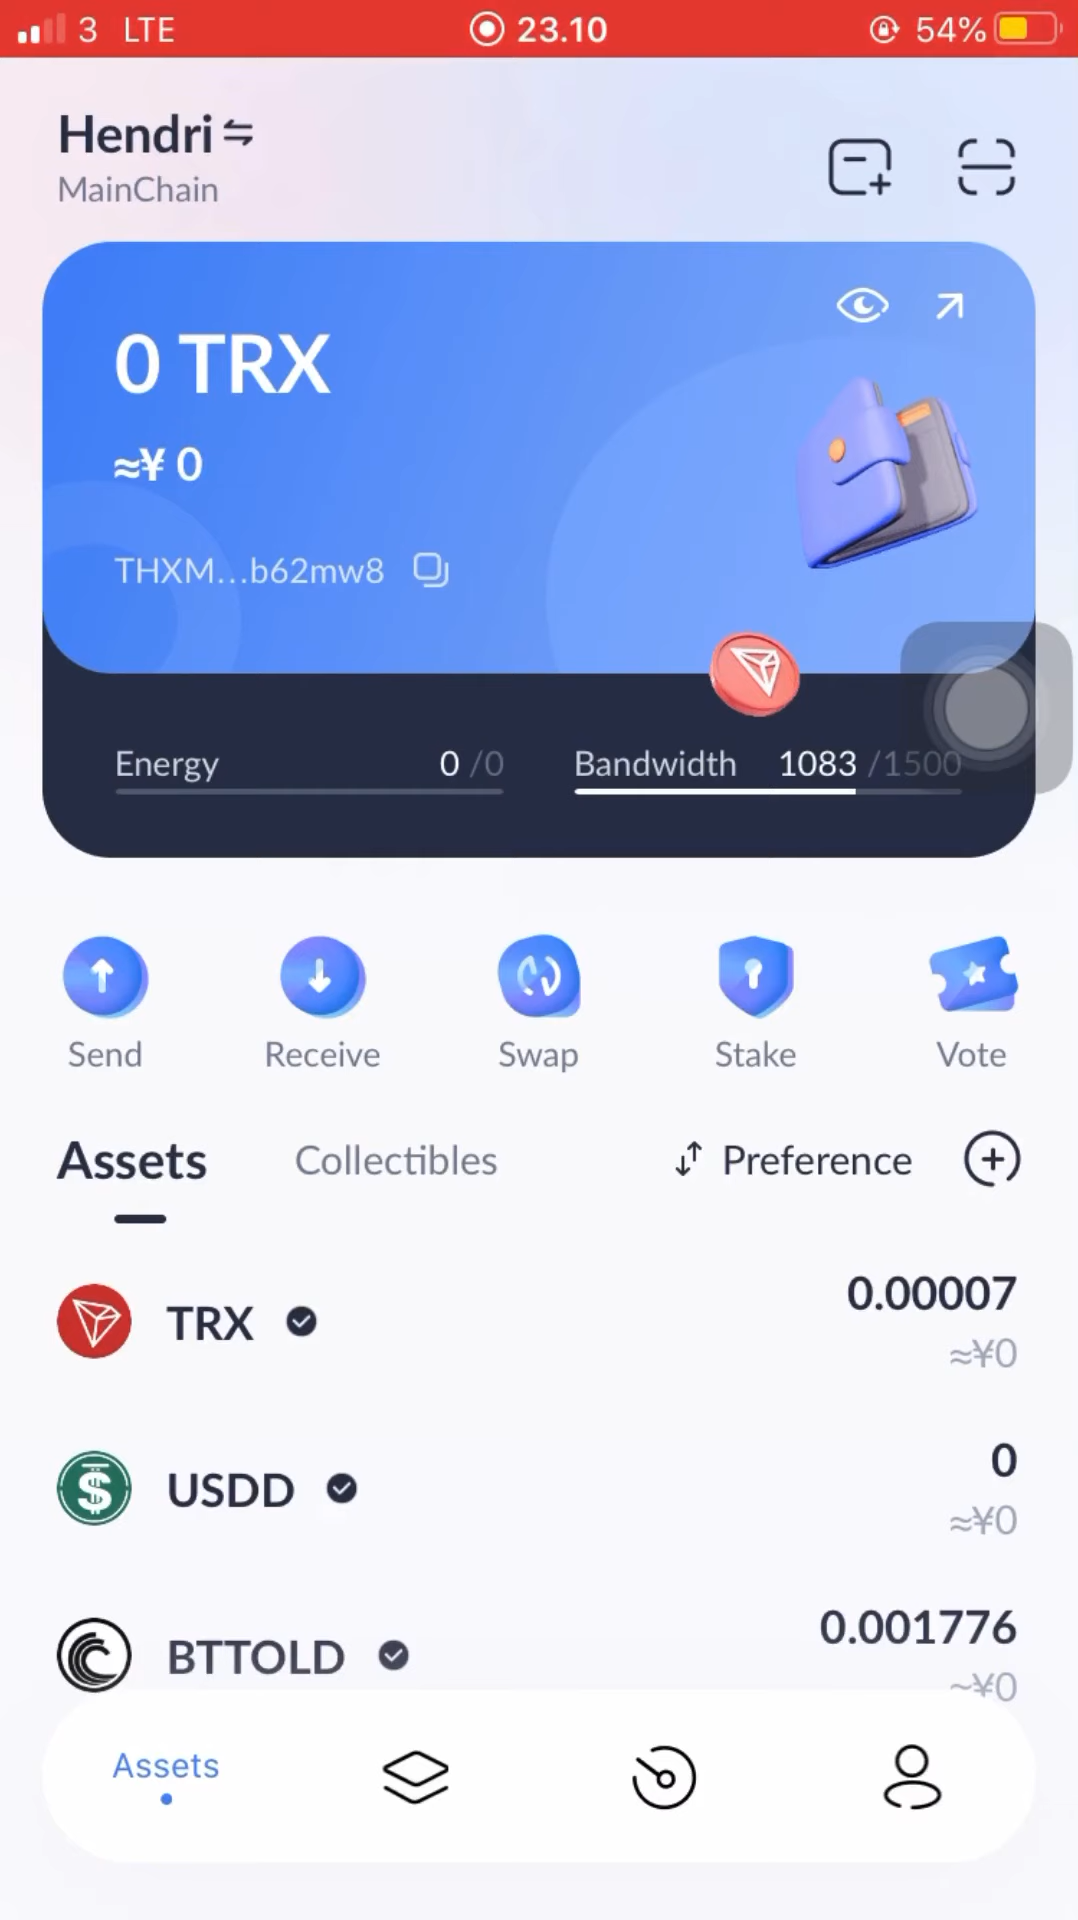 3 LTE 23.10 54%
Hendri
MainChain
0 TRX
≈¥ 0
THXM...b62mw8
Energy 0 /0 Bandwidth 1083 /1500
Send Receive Swap Stake Vote
Assets Collectibles Preference
TRX 0.00007
≈¥0
USDD 0
≈¥0
BTTOLD 0.001776
≈¥0
Assets